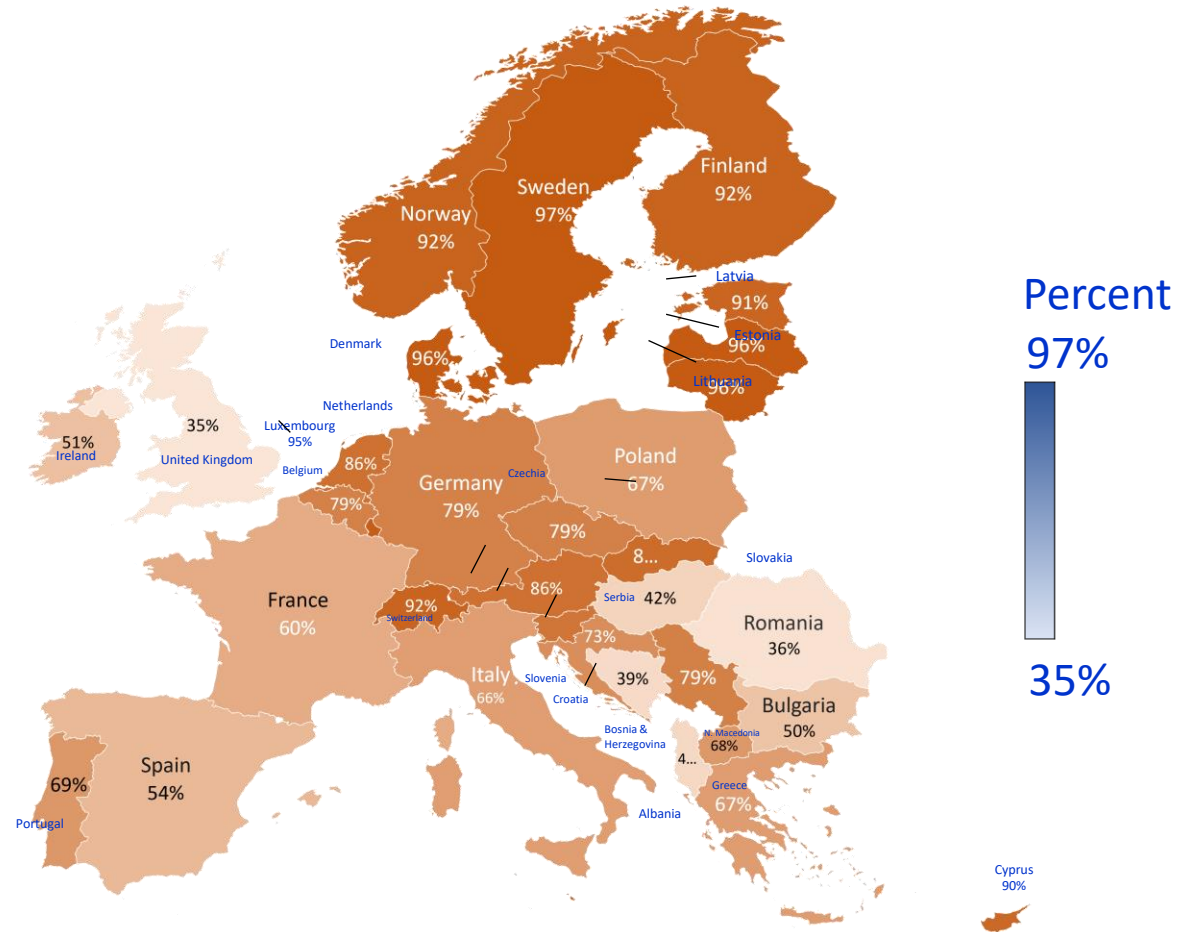 Finland
92%
Sweden
97%
Norway
92%
Latvia
91%
Estonia
96%
Lithuania
96%
Denmark
96%
Netherlands
Luxembourg
95%
35%
United Kingdom
51%
Ireland
Belgium
86%
79%
Germany
79%
Czechia
Poland
67%
79%
8...
Slovakia
86%
92%
Switzerland
Serbia
42%
France
60%
Romania
36%
73%
Italy
66%
Slovenia
Croatia
39%
79%
Bulgaria
50%
Bosnia &
Herzegovina
N. Macedonia
68%
4...
Spain
54%
69%
Portugal
Greece
67%
Albania
Cyprus
90%
Percent
97%
35%